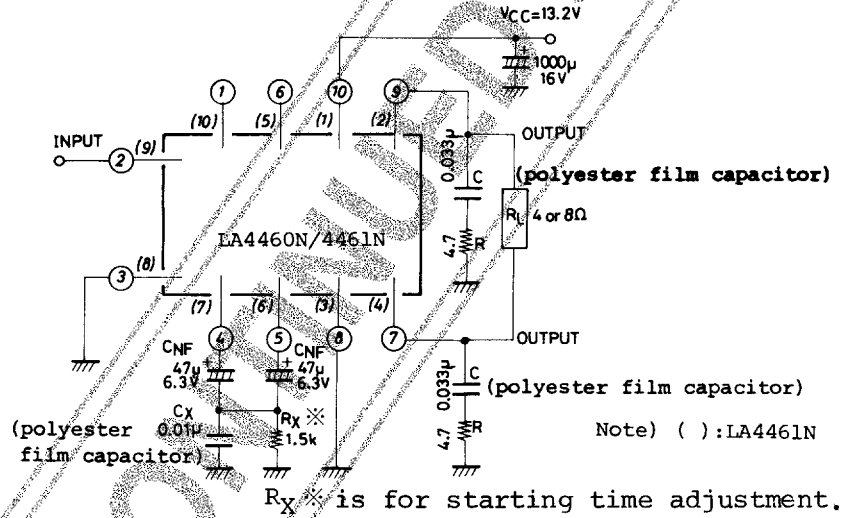 VCC=13.2V
1000μ
16V
1
6
10
9
(10)
(5)
(1)
(2)
OUTPUT
INPUT
2
(9)
0.033μ
C
(polyester film capacitor)
RL
4 or 8Ω
LA4460N/4461N
4.7
R
3
(8)
(7)
(6)
(3)
(4)
4
5
8
7
OUTPUT
CNF
47μ
6.3V
+
CNF
47μ
6.3V
+
0.033μ
C
(polyester film capacitor)
CX
0.01μ
(polyester
film capacitor)
RX ※
1.5k
4.7
R
Note) ( ):LA4461N
RX ※ is for starting time adjustment.
DISCONTINUED